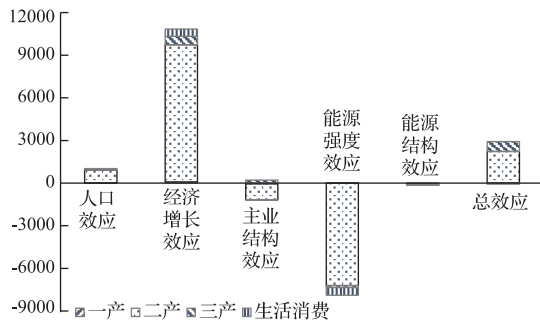 12000
9000
6000
3000
0
-3000
-6000
-9000
人口
效应
经济
增长
效应
主业
结构
效应
能源
强度
效应
能源
结构
效应
总效应
一产 二产 三产 生活消费